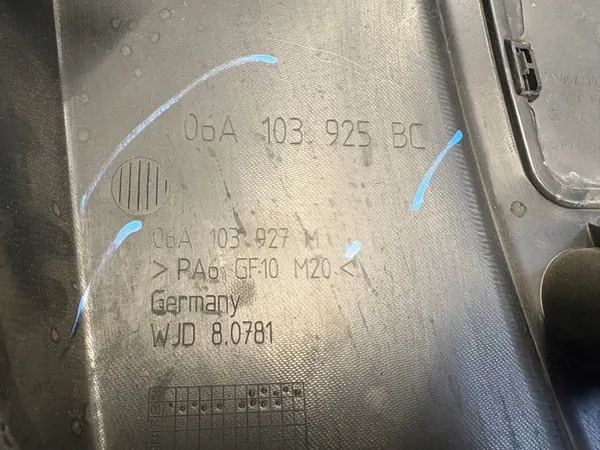 06A 103 925 BC
06A 103 927 M
> PA6 GF10 M20 <
Germany
WJD 8.0781